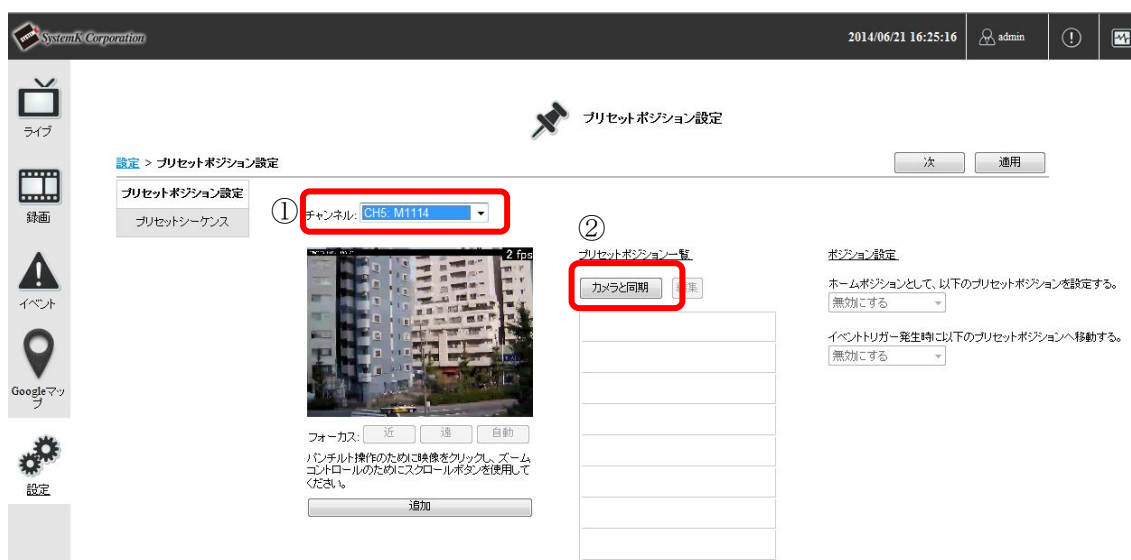 SystemK Corporation
2014/06/21 16:25:16
admin
プリセットポジション設定
設定 > プリセットポジション設定
次
適用
ライブ
録画
イベント
Googleマッ
プ
設定
プリセットポジション設定
プリセットシーケンス
①
チャンネル: CH5: M1114
2 fps
フォーカス: 近 遠 自動
パンチルト操作のために映像をクリックし、ズーム
コントロールのためにスクロールボタンを使用して
ください。
追加
②
プリセットポジション一覧
カメラと同期
集
ポジション設定
ホームポジションとして、以下のプリセットポジションを設定する。
無効にする
イベントトリガー発生時に以下のプリセットポジションへ移動する。
無効にする